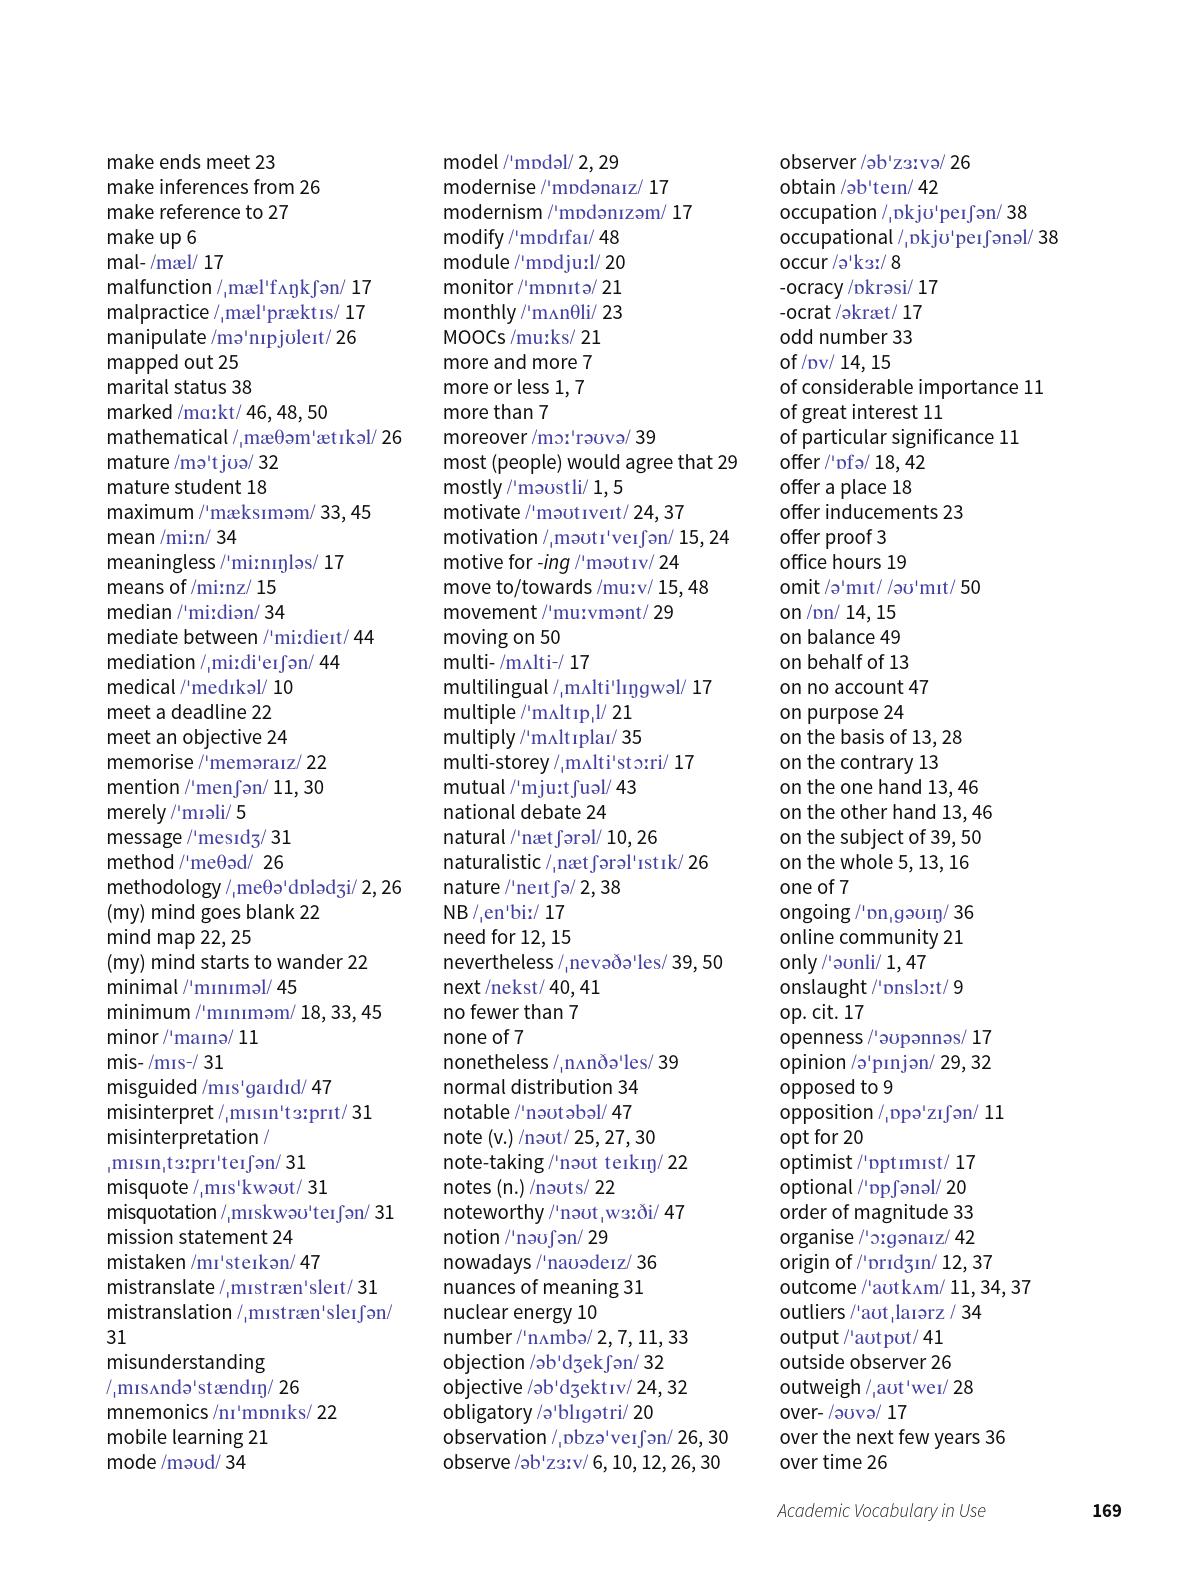 make ends meet 23
make inferences from 26
make reference to 27
make up 6
mal- /mæl/ 17
malfunction /ˌmælˈfʌŋkʃən/ 17
malpractice /ˌmælˈpræktɪs/ 17
manipulate /məˈnɪpjʊleɪt/ 26
mapped out 25
marital status 38
marked /mɑːkt/ 46, 48, 50
mathematical /ˌmæθəmˈætɪkəl/ 26
mature /məˈtjʊə/ 32
mature student 18
maximum /ˈmæksɪməm/ 33, 45
mean /miːn/ 34
meaningless /ˈmiːnɪŋləs/ 17
means of /miːnz/ 15
median /ˈmiːdiən/ 34
mediate between /ˈmiːdieɪt/ 44
mediation /ˌmiːdiˈeɪʃən/ 44
medical /ˈmedɪkəl/ 10
meet a deadline 22
meet an objective 24
memorise /ˈmeməraɪz/ 22
mention /ˈmenʃən/ 11, 30
merely /ˈmɪəli/ 5
message /ˈmesɪdʒ/ 31
method /ˈmeθəd/ 26
methodology /ˌmeθəˈdɒlədʒi/ 2, 26
(my) mind goes blank 22
mind map 22, 25
(my) mind starts to wander 22
minimal /ˈmɪnɪməl/ 45
minimum /ˈmɪnɪməm/ 18, 33, 45
minor /ˈmaɪnə/ 11
mis- /mɪs-/ 31
misguided /mɪsˈɡaɪdɪd/ 47
misinterpret /ˌmɪsɪnˈtɜːprɪt/ 31
misinterpretation /
ˌmɪsɪnˌtɜːprɪˈteɪʃən/ 31
misquote /ˌmɪsˈkwəʊt/ 31
misquotation /ˌmɪskwəʊˈteɪʃən/ 31
mission statement 24
mistaken /mɪˈsteɪkən/ 47
mistranslate /ˌmɪstrænˈsleɪt/ 31
mistranslation /ˌmɪstrænˈsleɪʃən/
31
misunderstanding
/ˌmɪsʌndəˈstændɪŋ/ 26
mnemonics /nɪˈmɒnɪks/ 22
mobile learning 21
mode /məʊd/ 34
model /ˈmɒdəl/ 2, 29
modernise /ˈmɒdənaɪz/ 17
modernism /ˈmɒdənɪzəm/ 17
modify /ˈmɒdɪfaɪ/ 48
module /ˈmɒdjuːl/ 20
monitor /ˈmɒnɪtə/ 21
monthly /ˈmʌnθli/ 23
MOOCs /muːks/ 21
more and more 7
more or less 1, 7
more than 7
moreover /mɔːˈrəʊvə/ 39
most (people) would agree that 29
mostly /ˈməʊstli/ 1, 5
motivate /ˈməʊtɪveɪt/ 24, 37
motivation /ˌməʊtɪˈveɪʃən/ 15, 24
motive for -ing /ˈməʊtɪv/ 24
move to/towards /muːv/ 15, 48
movement /ˈmuːvmənt/ 29
moving on 50
multi- /mʌlti-/ 17
multilingual /ˌmʌltiˈlɪŋɡwəl/ 17
multiple /ˈmʌltɪpˌl/ 21
multiply /ˈmʌltɪplaɪ/ 35
multi-storey /ˌmʌltiˈstɔːri/ 17
mutual /ˈmjuːtʃuəl/ 43
national debate 24
natural /ˈnætʃərəl/ 10, 26
naturalistic /ˌnætʃərəlˈɪstɪk/ 26
nature /ˈneɪtʃə/ 2, 38
NB /ˌenˈbiː/ 17
need for 12, 15
nevertheless /ˌnevəðəˈles/ 39, 50
next /nekst/ 40, 41
no fewer than 7
none of 7
nonetheless /ˌnʌnðəˈles/ 39
normal distribution 34
notable /ˈnəʊtəbəl/ 47
note (v.) /nəʊt/ 25, 27, 30
note-taking /ˈnəʊt teɪkɪŋ/ 22
notes (n.) /nəʊts/ 22
noteworthy /ˈnəʊtˌwɜːði/ 47
notion /ˈnəʊʃən/ 29
nowadays /ˈnaʊədeɪz/ 36
nuances of meaning 31
nuclear energy 10
number /ˈnʌmbə/ 2, 7, 11, 33
objection /əbˈdʒekʃən/ 32
objective /əbˈdʒektɪv/ 24, 32
obligatory /əˈblɪɡətri/ 20
observation /ˌɒbzəˈveɪʃən/ 26, 30
observe /əbˈzɜːv/ 6, 10, 12, 26, 30
observer /əbˈzɜːvə/ 26
obtain /əbˈteɪn/ 42
occupation /ˌɒkjʊˈpeɪʃən/ 38
occupational /ˌɒkjʊˈpeɪʃənəl/ 38
occur /əˈkɜː/ 8
-ocracy /ɒkrəsi/ 17
-ocrat /əkræt/ 17
odd number 33
of /ɒv/ 14, 15
of considerable importance 11
of great interest 11
of particular significance 11
offer /ˈɒfə/ 18, 42
offer a place 18
offer inducements 23
offer proof 3
office hours 19
omit /əˈmɪt/ /əʊˈmɪt/ 50
on /ɒn/ 14, 15
on balance 49
on behalf of 13
on no account 47
on purpose 24
on the basis of 13, 28
on the contrary 13
on the one hand 13, 46
on the other hand 13, 46
on the subject of 39, 50
on the whole 5, 13, 16
one of 7
ongoing /ˈɒnˌɡəʊɪŋ/ 36
online community 21
only /ˈəʊnli/ 1, 47
onslaught /ˈɒnslɔːt/ 9
op. cit. 17
openness /ˈəʊpənnəs/ 17
opinion /əˈpɪnjən/ 29, 32
opposed to 9
opposition /ˌɒpəˈzɪʃən/ 11
opt for 20
optimist /ˈɒptɪmɪst/ 17
optional /ˈɒpʃənəl/ 20
order of magnitude 33
organise /ˈɔːɡənaɪz/ 42
origin of /ˈɒrɪdʒɪn/ 12, 37
outcome /ˈaʊtkʌm/ 11, 34, 37
outliers /ˈaʊtˌlaɪərz / 34
output /ˈaʊtpʊt/ 41
outside observer 26
outweigh /ˌaʊtˈweɪ/ 28
over- /əʊvə/ 17
over the next few years 36
over time 26
Academic Vocabulary in Use 169